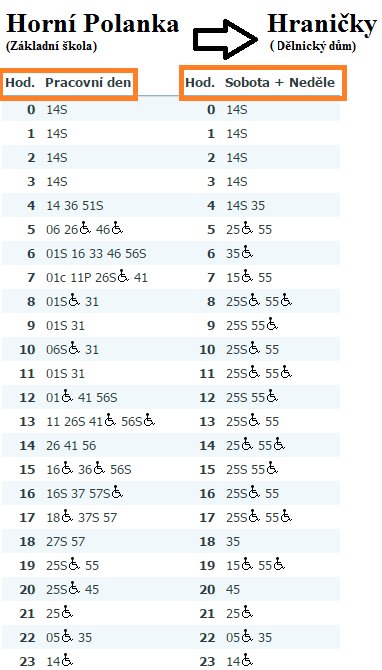 Horní Polanka Hraničky
(Základní škola) ( Dělnický dům)
Hod. Pracovní den Hod. Sobota + Neděle
0 14S 0 14S
1 14S 1 14S
2 14S 2 14S
3 14S 3 14S
4 14 36 51S 4 14S 35
5 06 26♿ 46♿ 5 25♿ 55
6 01S 16 33 46 56S 6 35♿
7 01c 11P 26S♿ 41 7 15♿ 55
8 01S♿ 31 8 25S♿ 55♿
9 01S 31 9 25S 55♿
10 06S♿ 31 10 25S♿ 55
11 01S 31 11 25S♿ 55♿
12 01♿ 41 56S 12 25S 55♿
13 11 26S 41♿ 56S♿ 13 25S♿ 55
14 26 41 56 14 25♿ 55♿
15 16♿ 36♿ 56S 15 25S 55♿
16 16S 37 57S♿ 16 25S♿ 55
17 18♿ 37S 57 17 25S♿ 55♿
18 27S 57 18 35
19 25S♿ 55 19 15♿ 55♿
20 25S♿ 45 20 45
21 25♿ 21 25♿
22 05♿ 35 22 05♿ 35
23 14♿ 23 14♿